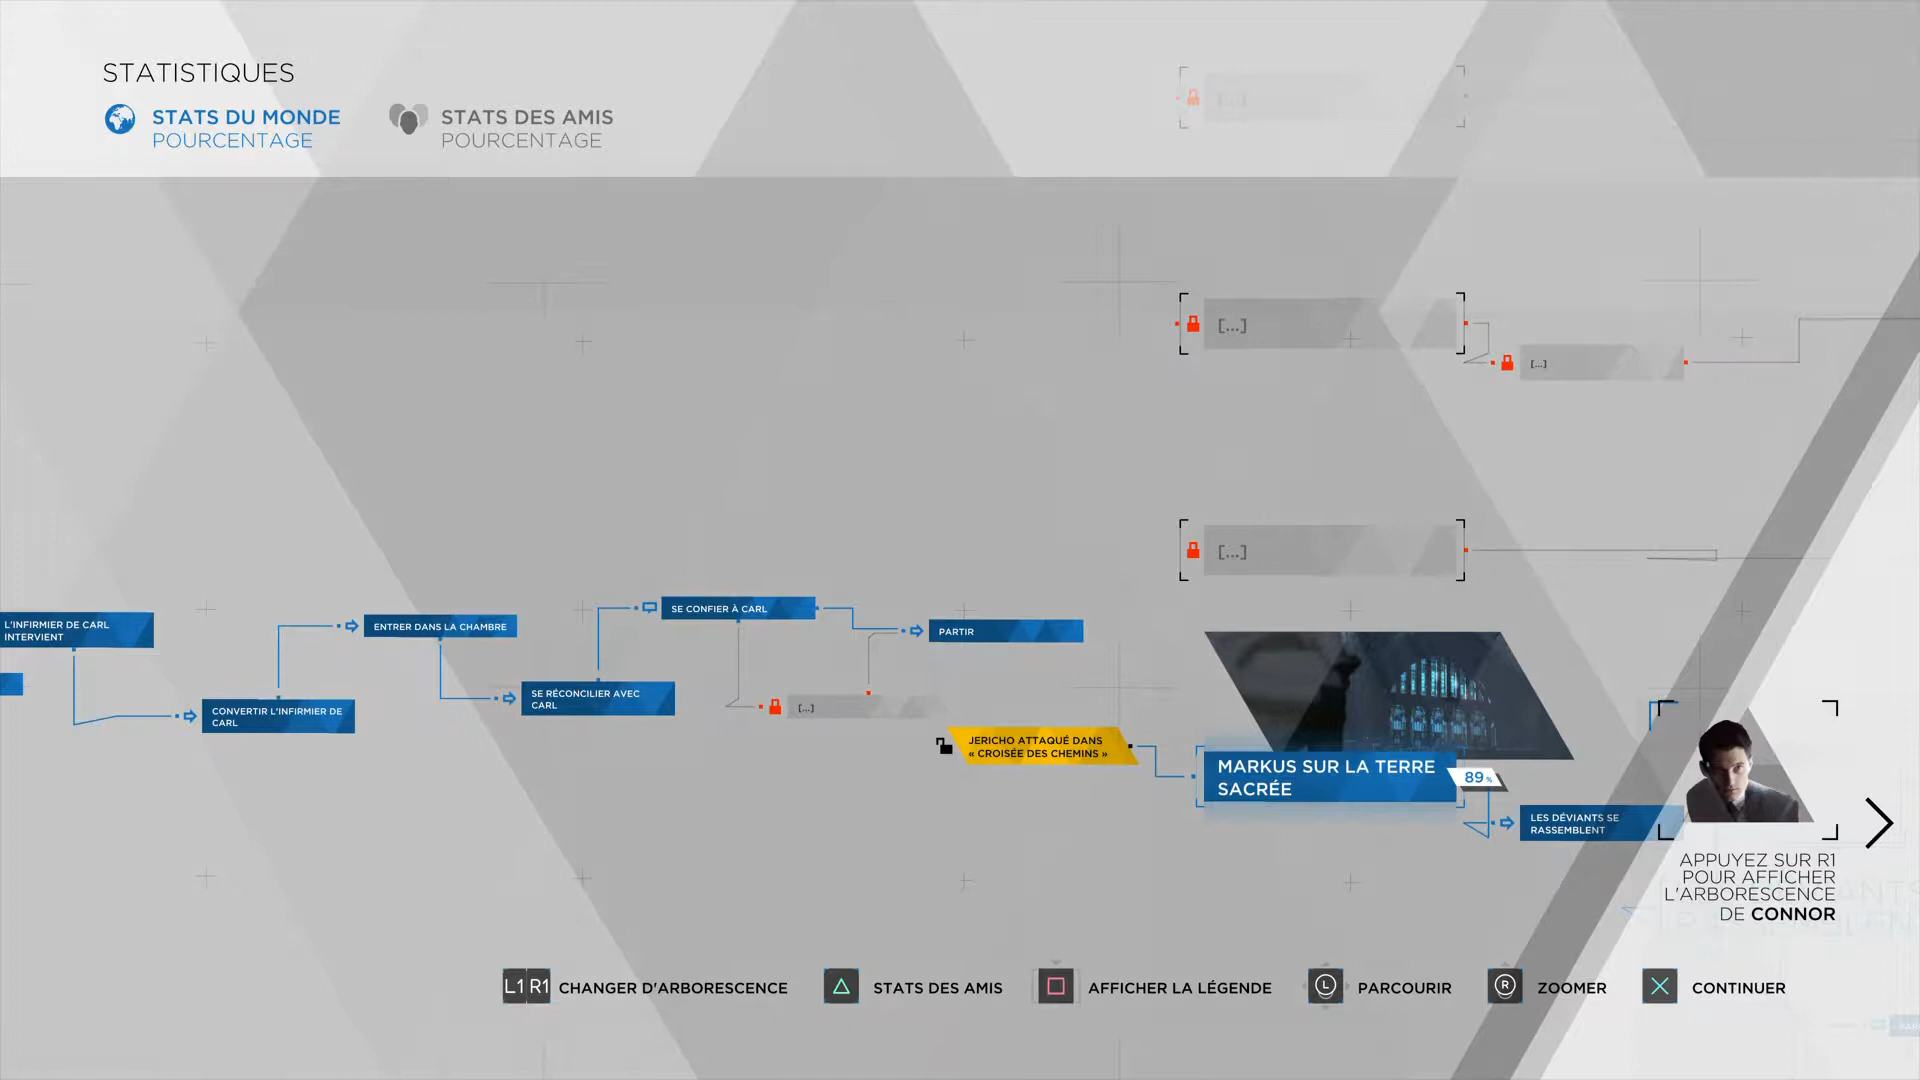 STATISTIQUES
STATS DU MONDE
POURCENTAGE
STATS DES AMIS
POURCENTAGE
[...]
[...]
[...]
[...]
L'INFIRMIER DE CARL
INTERVIENT
CONVERTIR L'INFIRMIER DE
CARL
ENTRER DANS LA CHAMBRE
SE RÉCONCILIER AVEC
CARL
SE CONFIER À CARL
[...]
PARTIR
JERICHO ATTAQUÉ DANS
« CROISÉE DES CHEMINS »
MARKUS SUR LA TERRE
SACRÉE
89 %
LES DÉVIANTS SE
RASSEMBLENT
APPUYEZ SUR R1
POUR AFFICHER
L'ARBORESCENCE
DE CONNOR
L1 R1 CHANGER D'ARBORESCENCE
STATS DES AMIS
AFFICHER LA LÉGENDE
L PARCOURIR
R ZOOMER
CONTINUER